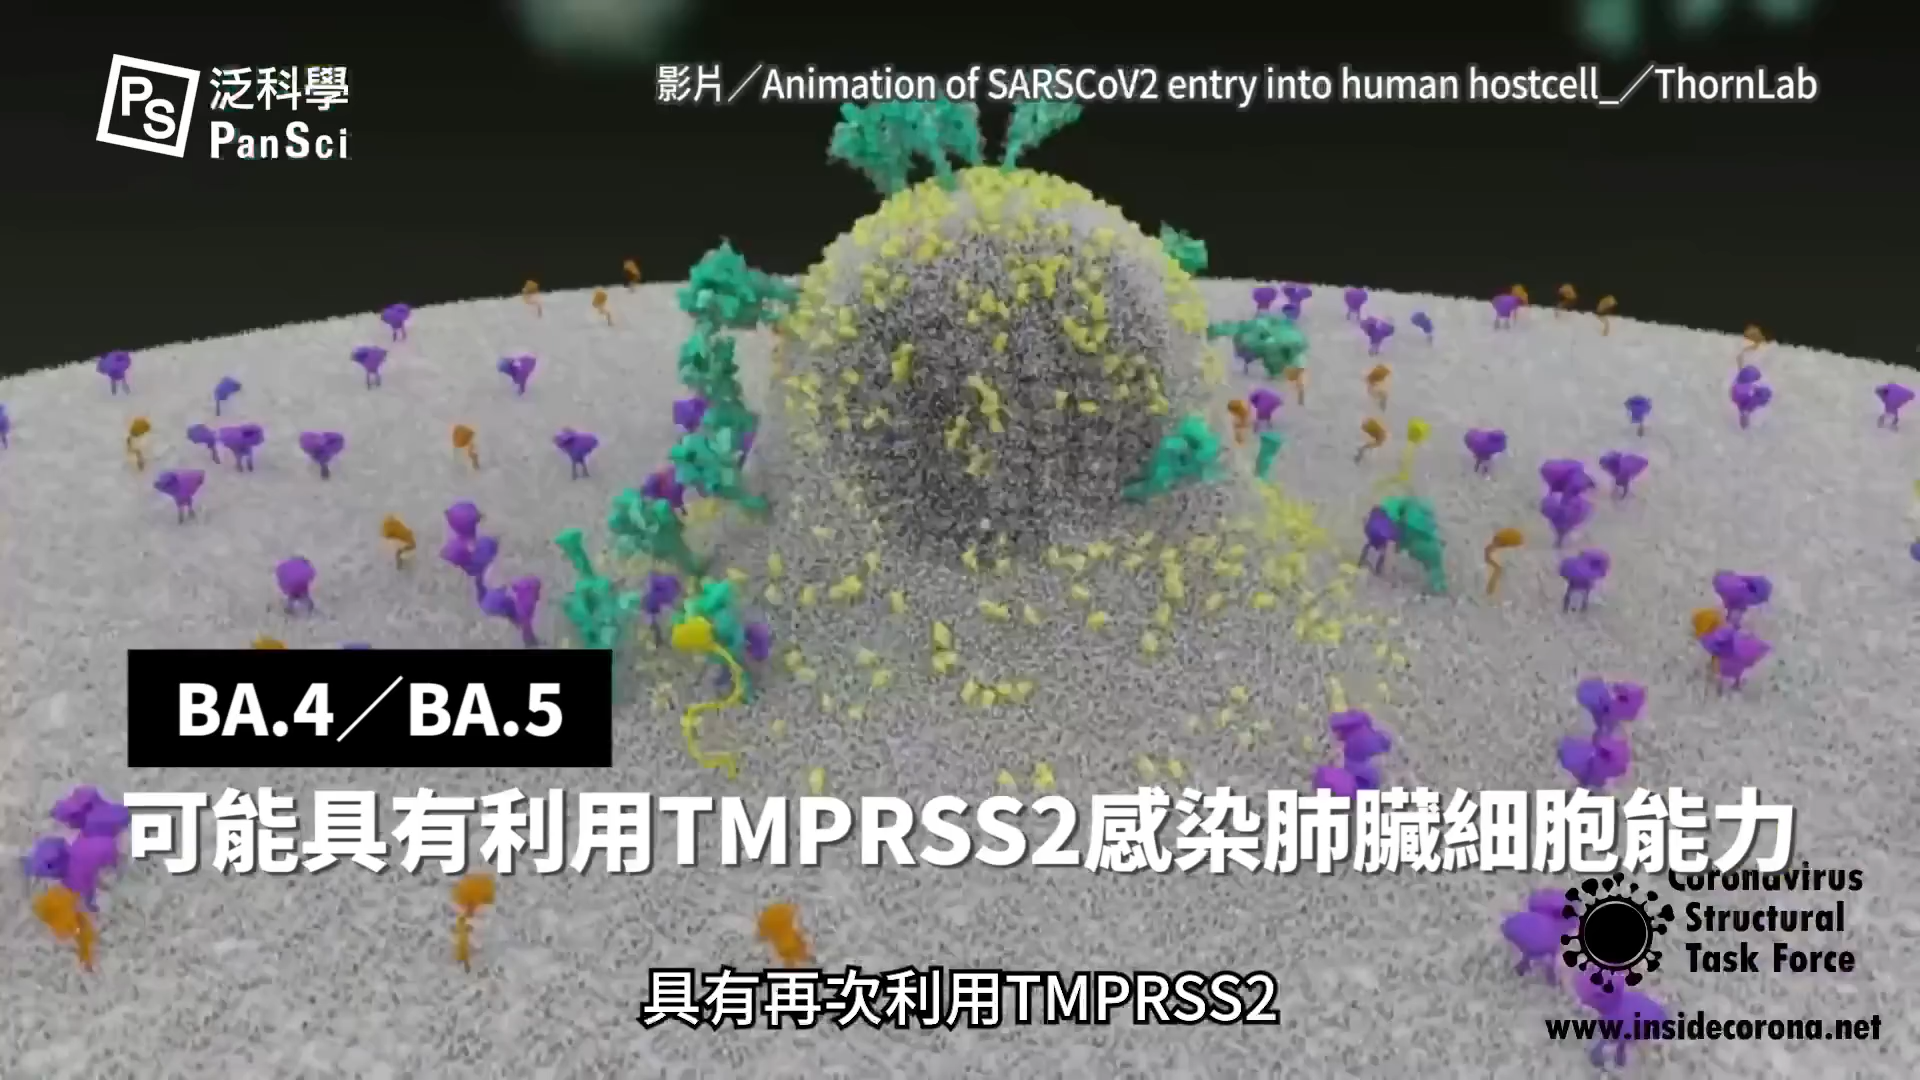 PS
泛科學
PanSci
影片／Animation of SARSCoV2 entry into human hostcell_／ThornLab
BA.4／BA.5
可能具有利用TMPRSS2感染肺臟細胞能力
Coronavirus
Structural
Task Force
具有再次利用TMPRSS2
www.insidecorona.net